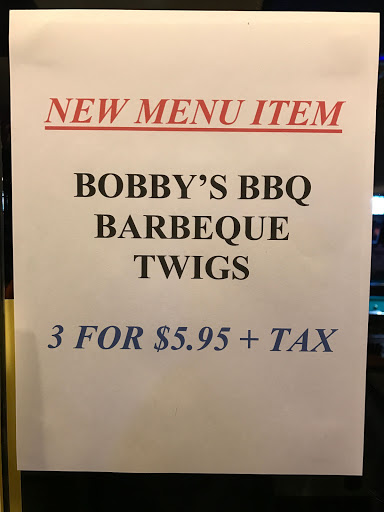 NEW MENU ITEM
BOBBY'S BBQ
BARBEQUE
TWIGS
3 FOR $5.95 + TAX